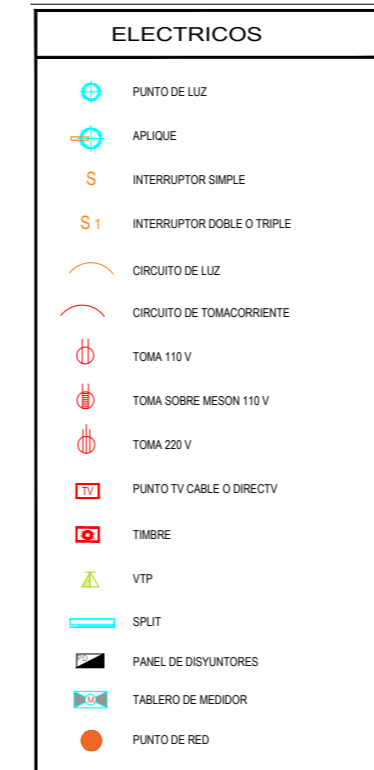 ELECTRICOS
PUNTO DE LUZ
APLIQUE
S INTERRUPTOR SIMPLE
S 1 INTERRUPTOR DOBLE O TRIPLE
CIRCUITO DE LUZ
CIRCUITO DE TOMACORRIENTE
TOMA 110 V
TOMA SOBRE MESON 110 V
TOMA 220 V
TV PUNTO TV CABLE O DIRECTV
TIMBRE
VTP
SPLIT
PD PANEL DE DISYUNTORES
M TABLERO DE MEDIDOR
PUNTO DE RED